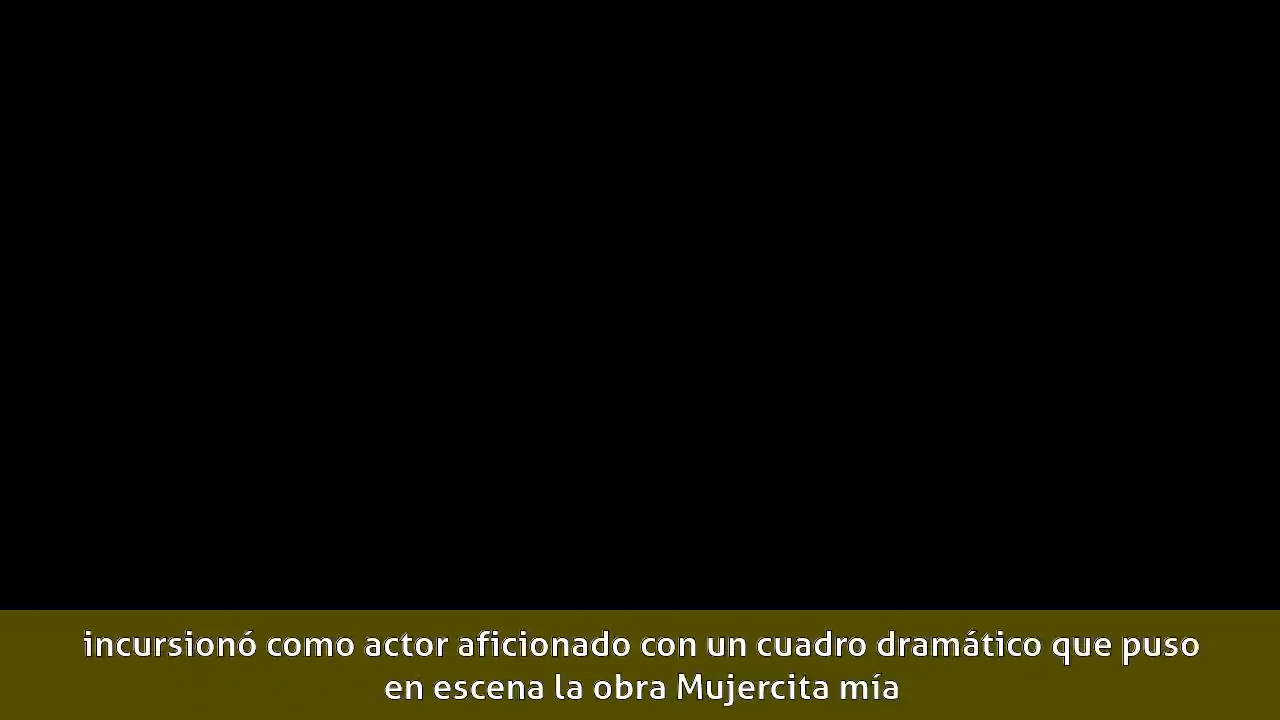 incursionó como actor aficionado con un cuadro dramático que puso
en escena la obra Mujercita mía